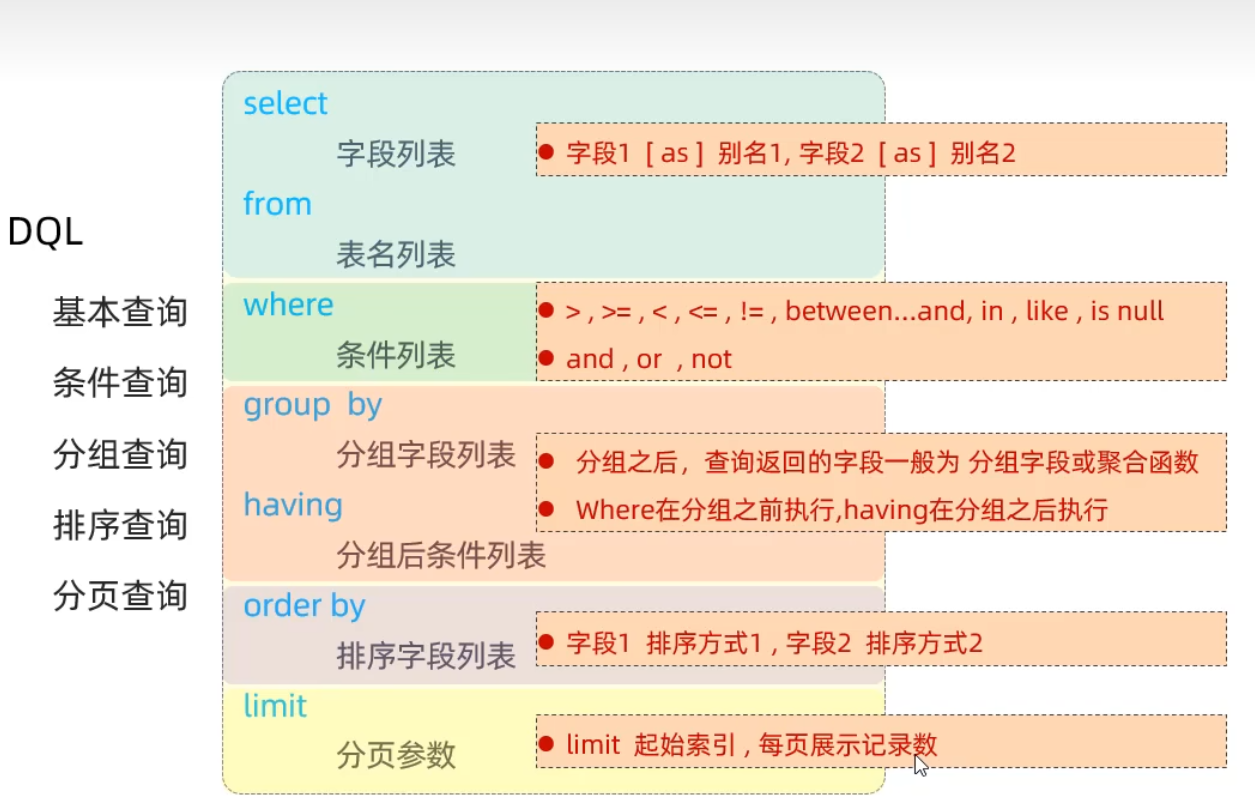 DQL
基本查询
条件查询
分组查询
排序查询
分页查询
select
字段列表
● 字段1 [ as ] 别名1, 字段2 [ as ] 别名2
from
表名列表
where
● > , >= , < , <= , != , between...and, in , like , is null
条件列表
● and , or , not
group by
分组字段列表
● 分组之后，查询返回的字段一般为 分组字段或聚合函数
having
● Where在分组之前执行,having在分组之后执行
分组后条件列表
order by
● 字段1 排序方式1 , 字段2 排序方式2
排序字段列表
limit
● limit 起始索引 , 每页展示记录数
分页参数